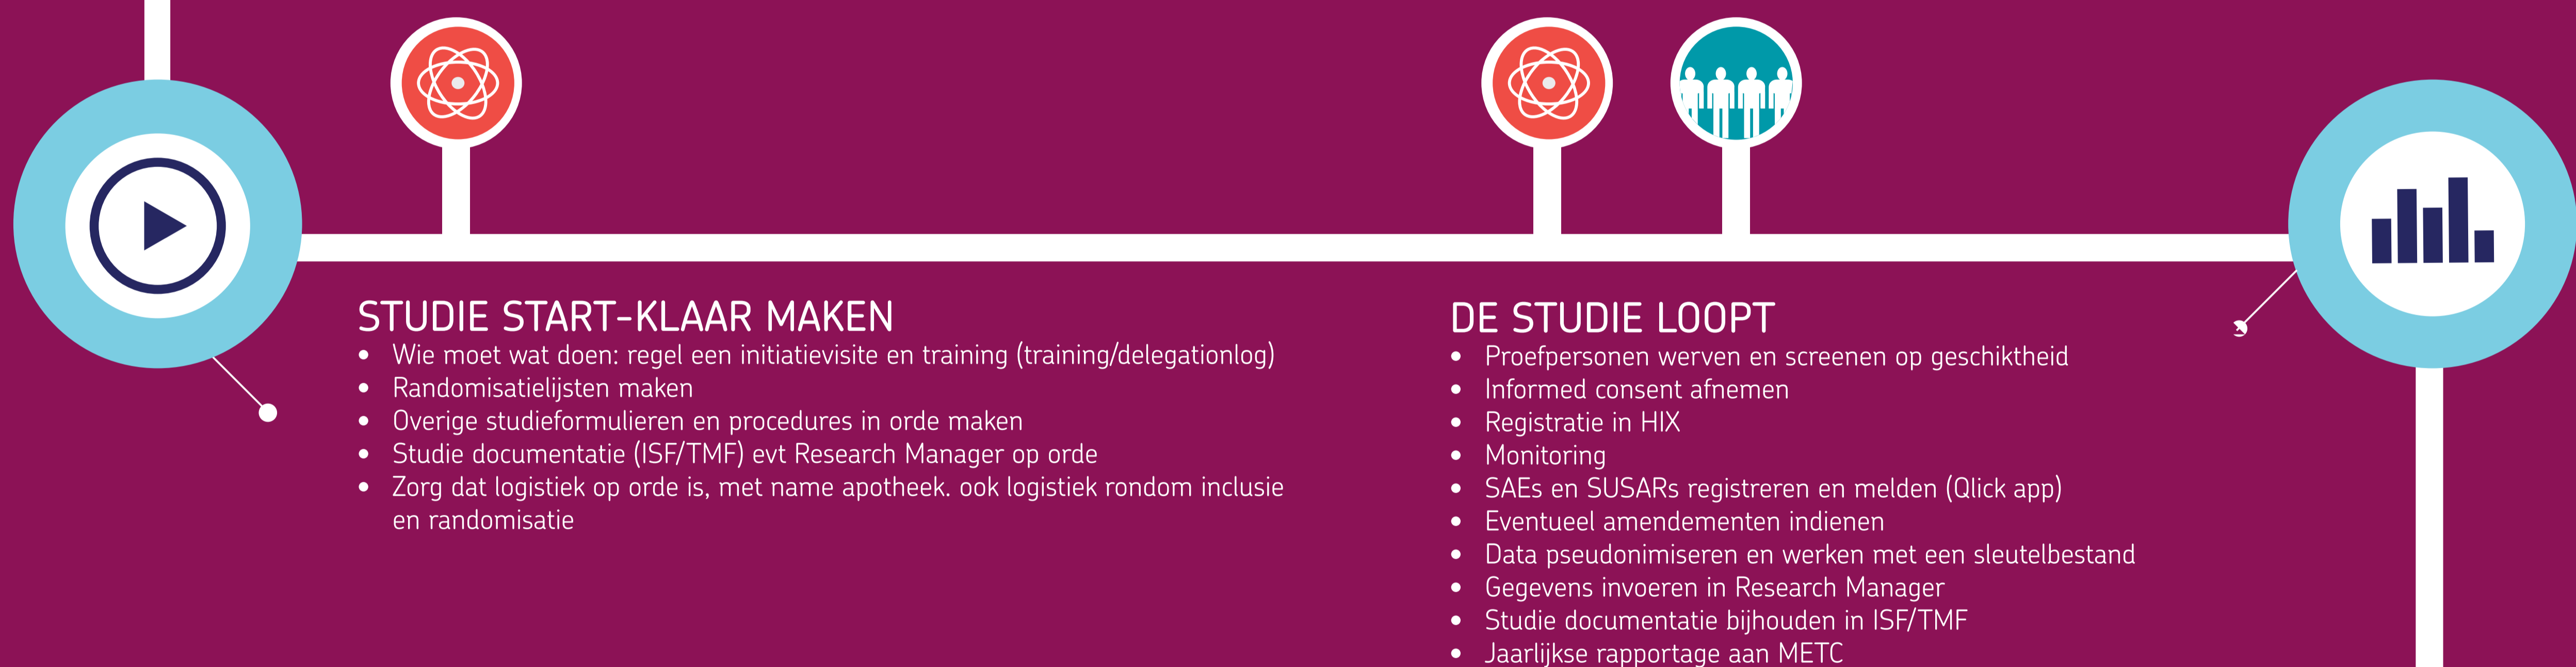 STUDIE START-KLAAR MAKEN
• Wie moet wat doen: regel een initiatievisite en training (training/delegationlog)
• Randomisatielijsten maken
• Overige studieformulieren en procedures in orde maken
• Studie documentatie (ISF/TMF) evt Research Manager op orde
• Zorg dat logistiek op orde is, met name apotheek. ook logistiek rondom inclusie
en randomisatie
DE STUDIE LOOPT
• Proefpersonen werven en screenen op geschiktheid
• Informed consent afnemen
• Registratie in HIX
• Monitoring
• SAEs en SUSARs registreren en melden (Qlick app)
• Eventueel amendementen indienen
• Data pseudonimiseren en werken met een sleutelbestand
• Gegevens invoeren in Research Manager
• Studie documentatie bijhouden in ISF/TMF
• Jaarlijkse rapportage aan METC